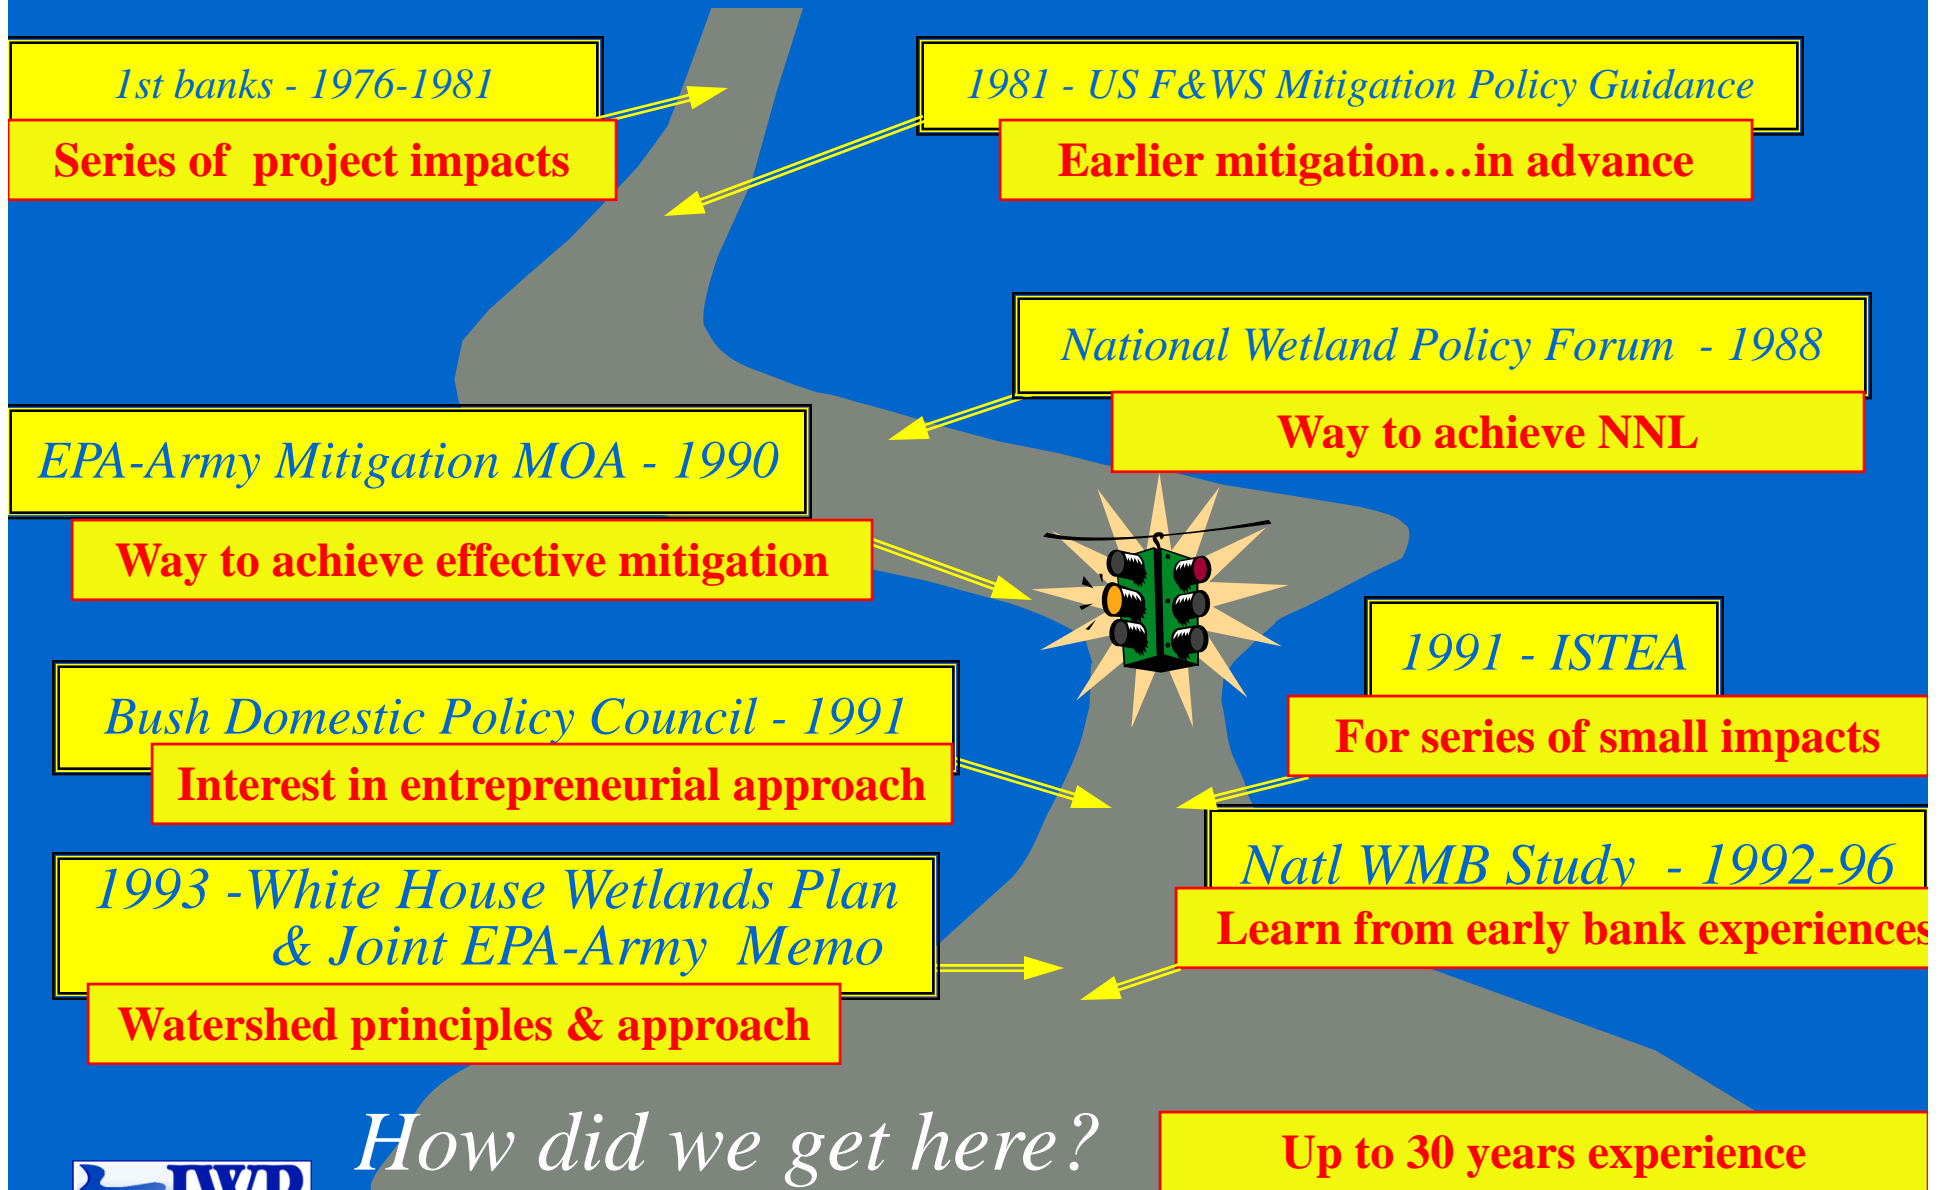 1st banks - 1976-1981
Series of project impacts
1981 - US F&WS Mitigation Policy Guidance
Earlier mitigation…in advance
National Wetland Policy Forum - 1988
Way to achieve NNL
EPA-Army Mitigation MOA - 1990
Way to achieve effective mitigation
1991 - ISTEA
For series of small impacts
Bush Domestic Policy Council - 1991
Interest in entrepreneurial approach
Natl WMB Study - 1992-96
Learn from early bank experiences
1993 -White House Wetlands Plan
& Joint EPA-Army Memo
Watershed principles & approach
How did we get here?
Up to 30 years experience
IWR